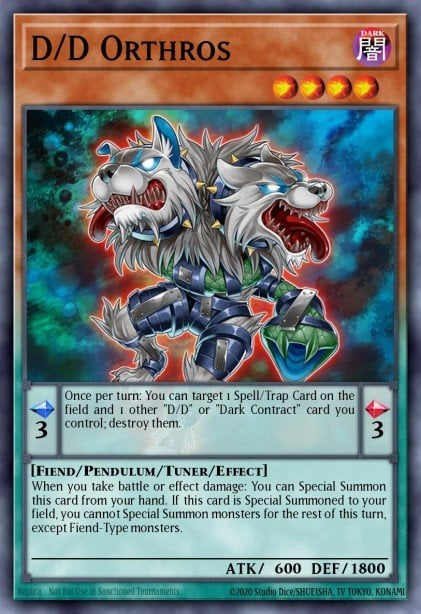 D/D Orthros
DARK
闇
Once per turn: You can target 1 Spell/Trap Card on the
field and 1 other "D/D" or "Dark Contract" card you
control; destroy them.
3
3
[Fiend/Pendulum/Tuner/Effect]
When you take battle or effect damage: You can Special Summon
this card from your hand. If this card is Special Summoned to your
field, you cannot Special Summon monsters for the rest of this turn,
except Fiend-Type monsters.
ATK/ 600 DEF/1800
Replica - Not For Use in Sanctioned Tournaments
©2020 Studio Dice/SHUEISHA, TV TOKYO, KONAMI